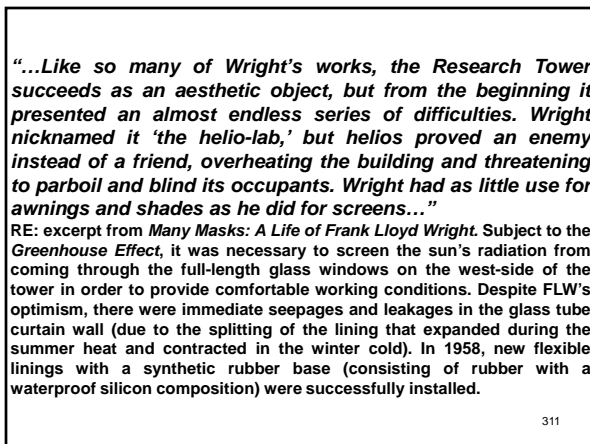 “…Like so many of Wright’s works, the Research Tower
succeeds as an aesthetic object, but from the beginning it
presented an almost endless series of difficulties. Wright
nicknamed it ‘the helio-lab,’ but helios proved an enemy
instead of a friend, overheating the building and threatening
to parboil and blind its occupants. Wright had as little use for
awnings and shades as he did for screens…”
RE: excerpt from Many Masks: A Life of Frank Lloyd Wright. Subject to the
Greenhouse Effect, it was necessary to screen the sun’s radiation from
coming through the full-length glass windows on the west-side of the
tower in order to provide comfortable working conditions. Despite FLW’s
optimism, there were immediate seepages and leakages in the glass tube
curtain wall (due to the splitting of the lining that expanded during the
summer heat and contracted in the winter cold). In 1958, new flexible
linings with a synthetic rubber base (consisting of rubber with a
waterproof silicon composition) were successfully installed.
311